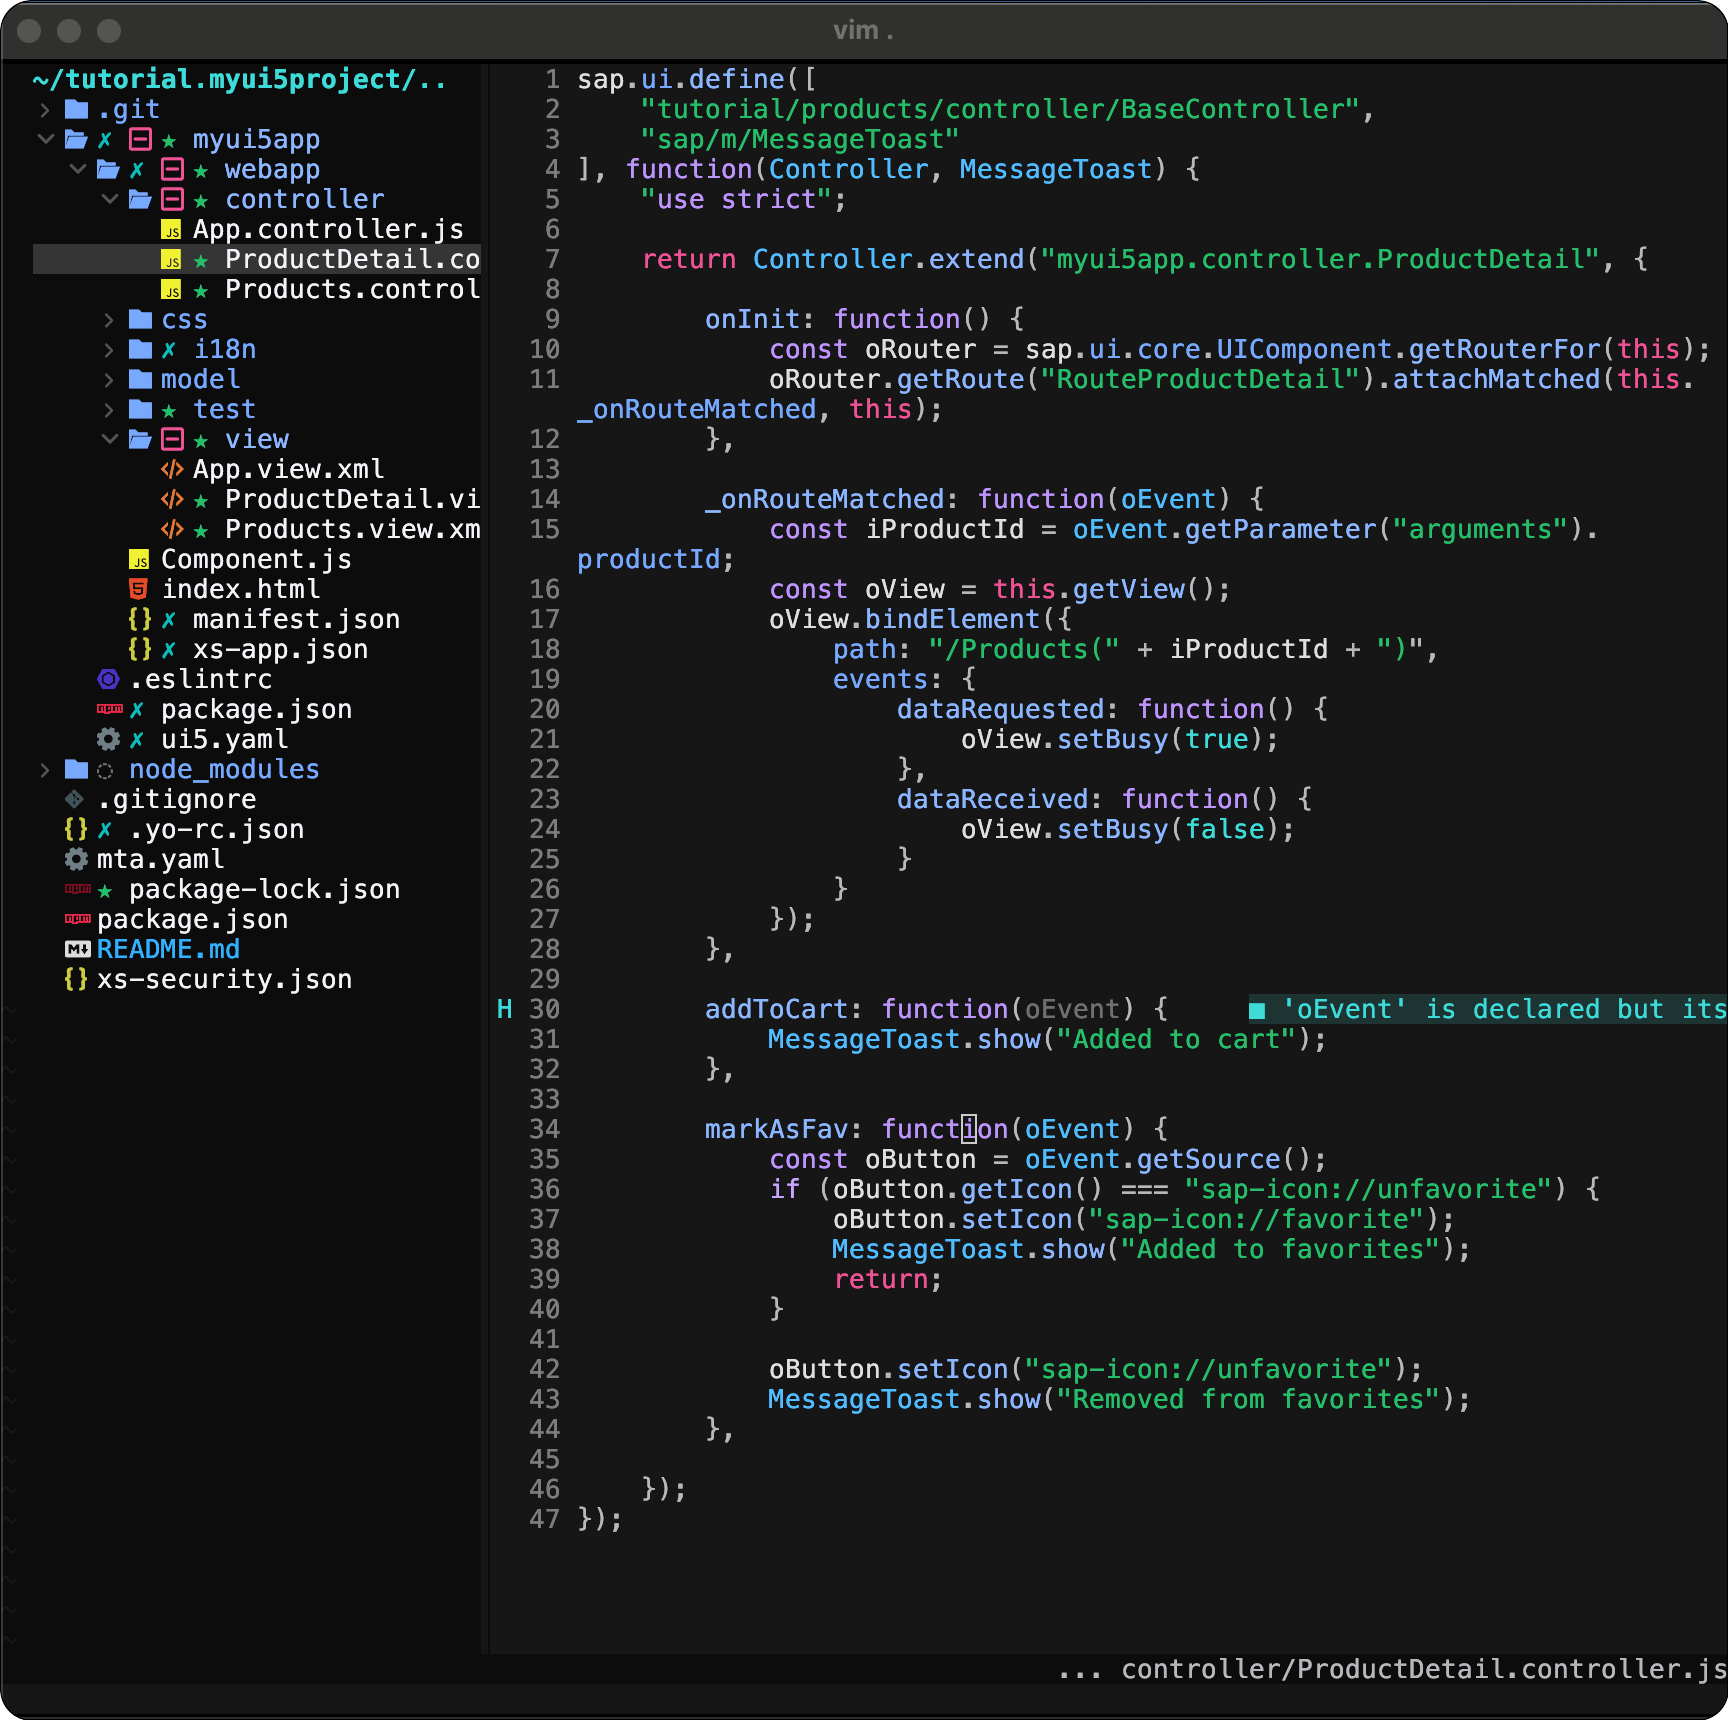 vim .
~/tutorial.myui5project/..
.git
myui5app
webapp
controller
App.controller.js
ProductDetail.co
Products.control
css
i18n
model
test
view
App.view.xml
ProductDetail.vi
Products.view.xm
Component.js
index.html
manifest.json
xs-app.json
.eslintrc
package.json
ui5.yaml
node_modules
.gitignore
.yo-rc.json
mta.yaml
package-lock.json
package.json
README.md
xs-security.json
1 sap.ui.define([
2     "tutorial/products/controller/BaseController",
3     "sap/m/MessageToast"
4 ], function(Controller, MessageToast) {
5     "use strict";
6
7     return Controller.extend("myui5app.controller.ProductDetail", {
8
9         onInit: function() {
10             const oRouter = sap.ui.core.UIComponent.getRouterFor(this);
11             oRouter.getRoute("RouteProductDetail").attachMatched(this.
_onRouteMatched, this);
12         },
13
14         _onRouteMatched: function(oEvent) {
15             const iProductId = oEvent.getParameter("arguments").
productId;
16             const oView = this.getView();
17             oView.bindElement({
18                 path: "/Products(" + iProductId + ")",
19                 events: {
20                     dataRequested: function() {
21                         oView.setBusy(true);
22                     },
23                     dataReceived: function() {
24                         oView.setBusy(false);
25                     }
26                 }
27             });
28         },
29
H 30         addToCart: function(oEvent) {     ■ 'oEvent' is declared but its
31             MessageToast.show("Added to cart");
32         },
33
34         markAsFav: function(oEvent) {
35             const oButton = oEvent.getSource();
36             if (oButton.getIcon() === "sap-icon://unfavorite") {
37                 oButton.setIcon("sap-icon://favorite");
38                 MessageToast.show("Added to favorites");
39                 return;
40             }
41
42             oButton.setIcon("sap-icon://unfavorite");
43             MessageToast.show("Removed from favorites");
44         },
45
46     });
47 });
... controller/ProductDetail.controller.js